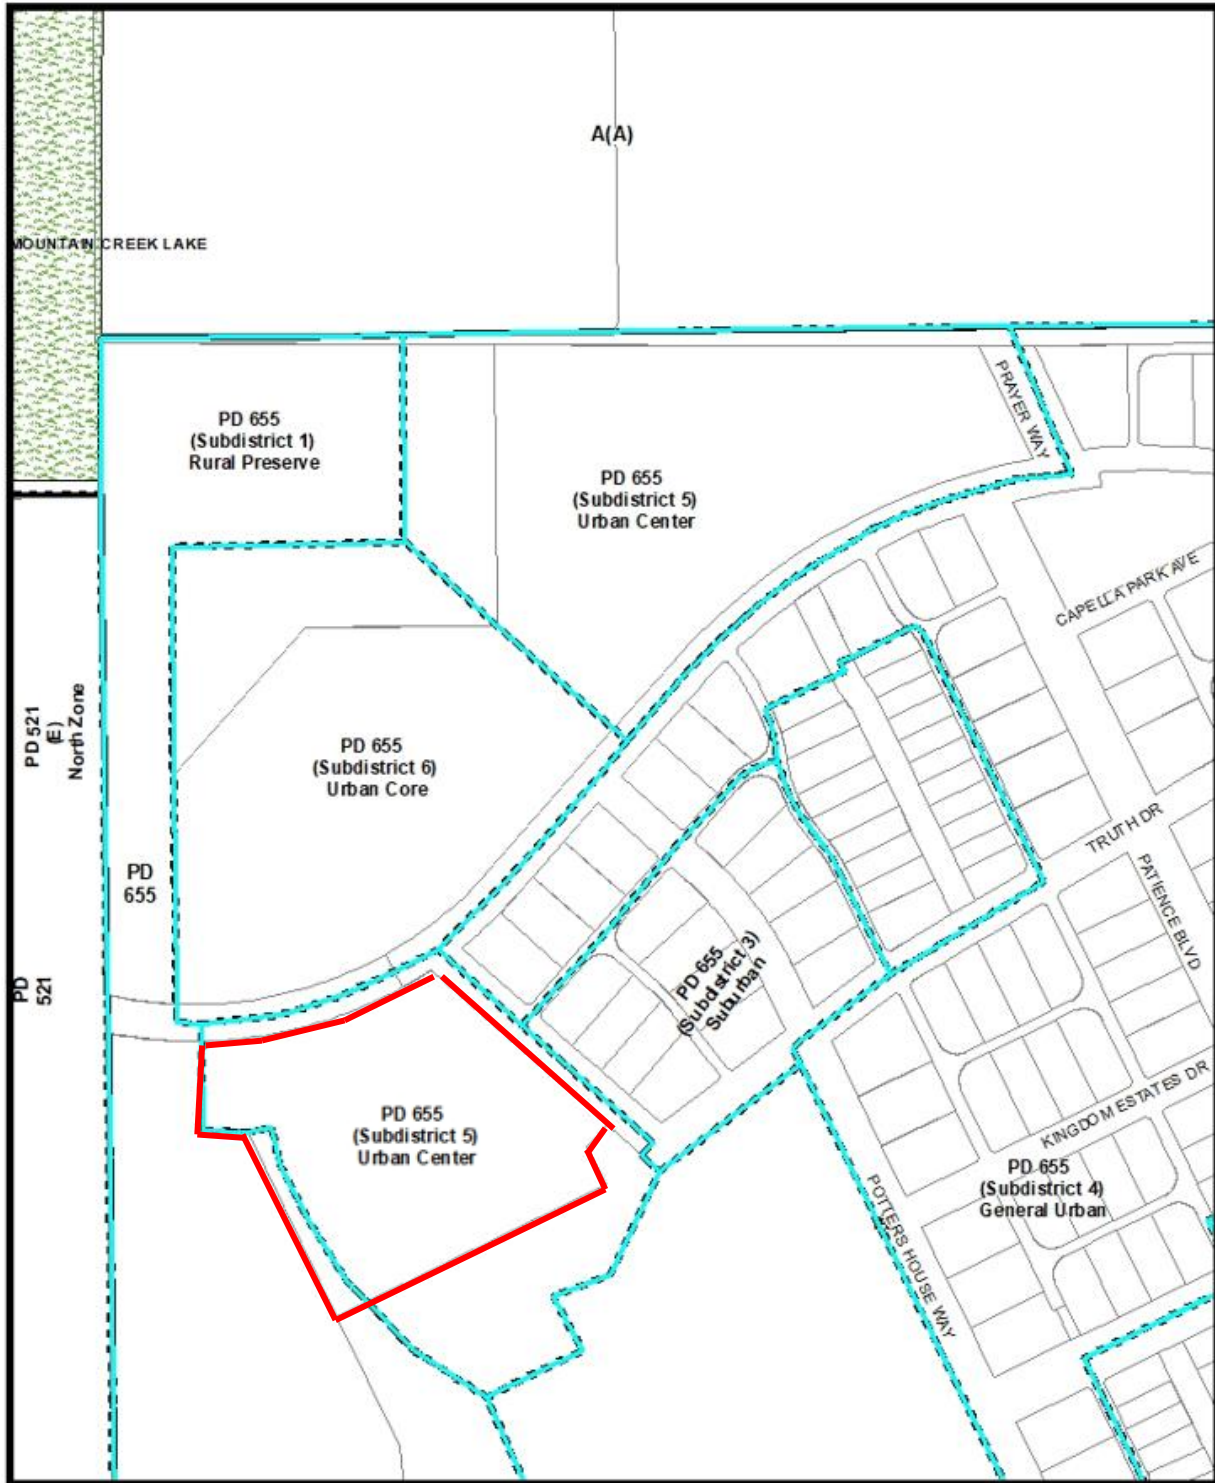 A(A)
MOUNTAIN CREEK LAKE
PRAYER WAY
PD 655
(Subdistrict 1)
Rural Preserve
PD 655
(Subdistrict 5)
Urban Center
CAPELLA PARK AVE
PD 521
(E)
North Zone
PD 655
(Subdistrict 6)
Urban Core
TRUTH DR
PATIENCE BLVD
PD
655
PD 655
(Subdistrict 3)
Suburban
PD
521
KINGDOM ESTATES DR
PD 655
(Subdistrict 5)
Urban Center
PD 655
(Subdistrict 4)
General Urban
POTTERS HOUSE WAY